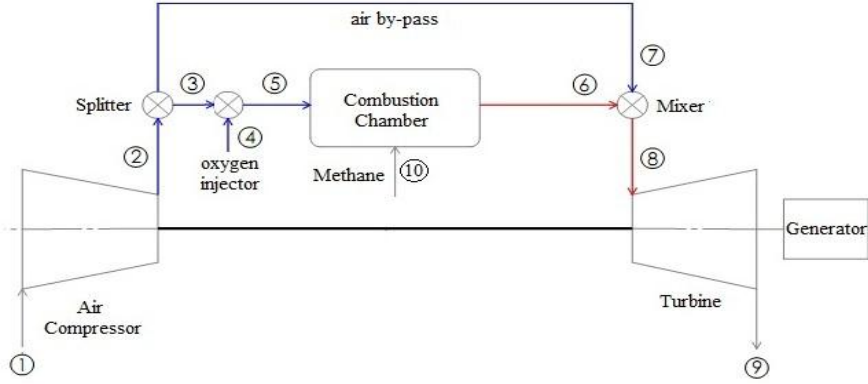 air by-pass
③
⑤
⑥
⑦
Splitter
Combustion
Chamber
Mixer
②
④
oxygen
injector
Methane
⑩
⑧
Generator
Air
Compressor
Turbine
①
⑨